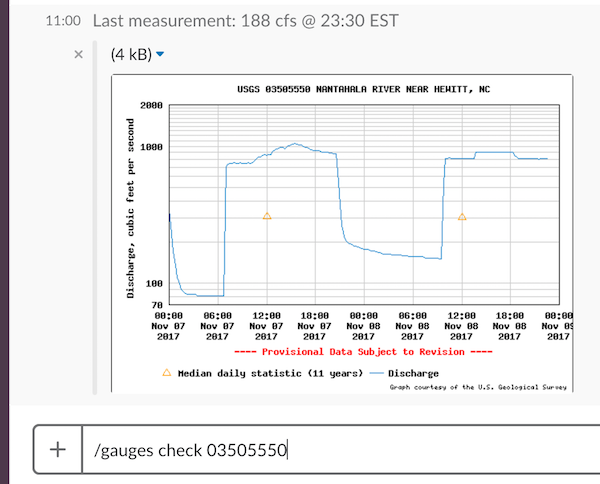 11:00 Last measurement: 188 cfs @ 23:30 EST
× (4 kB)
USGS 03505550 NANTAHALA RIVER NEAR HEWITT, NC
Discharge, cubic feet per second
2000
1000
100
70
00:00 06:00 12:00 18:00 00:00 06:00 12:00 18:00 00:00
Nov 07 Nov 07 Nov 07 Nov 07 Nov 08 Nov 08 Nov 08 Nov 08 Nov 09
2017 2017 2017 2017 2017 2017 2017 2017 2017
---- Provisional Data Subject to Revision ----
Median daily statistic (11 years) Discharge
Graph courtesy of the U.S. Geological Survey
+ /gauges check 03505550